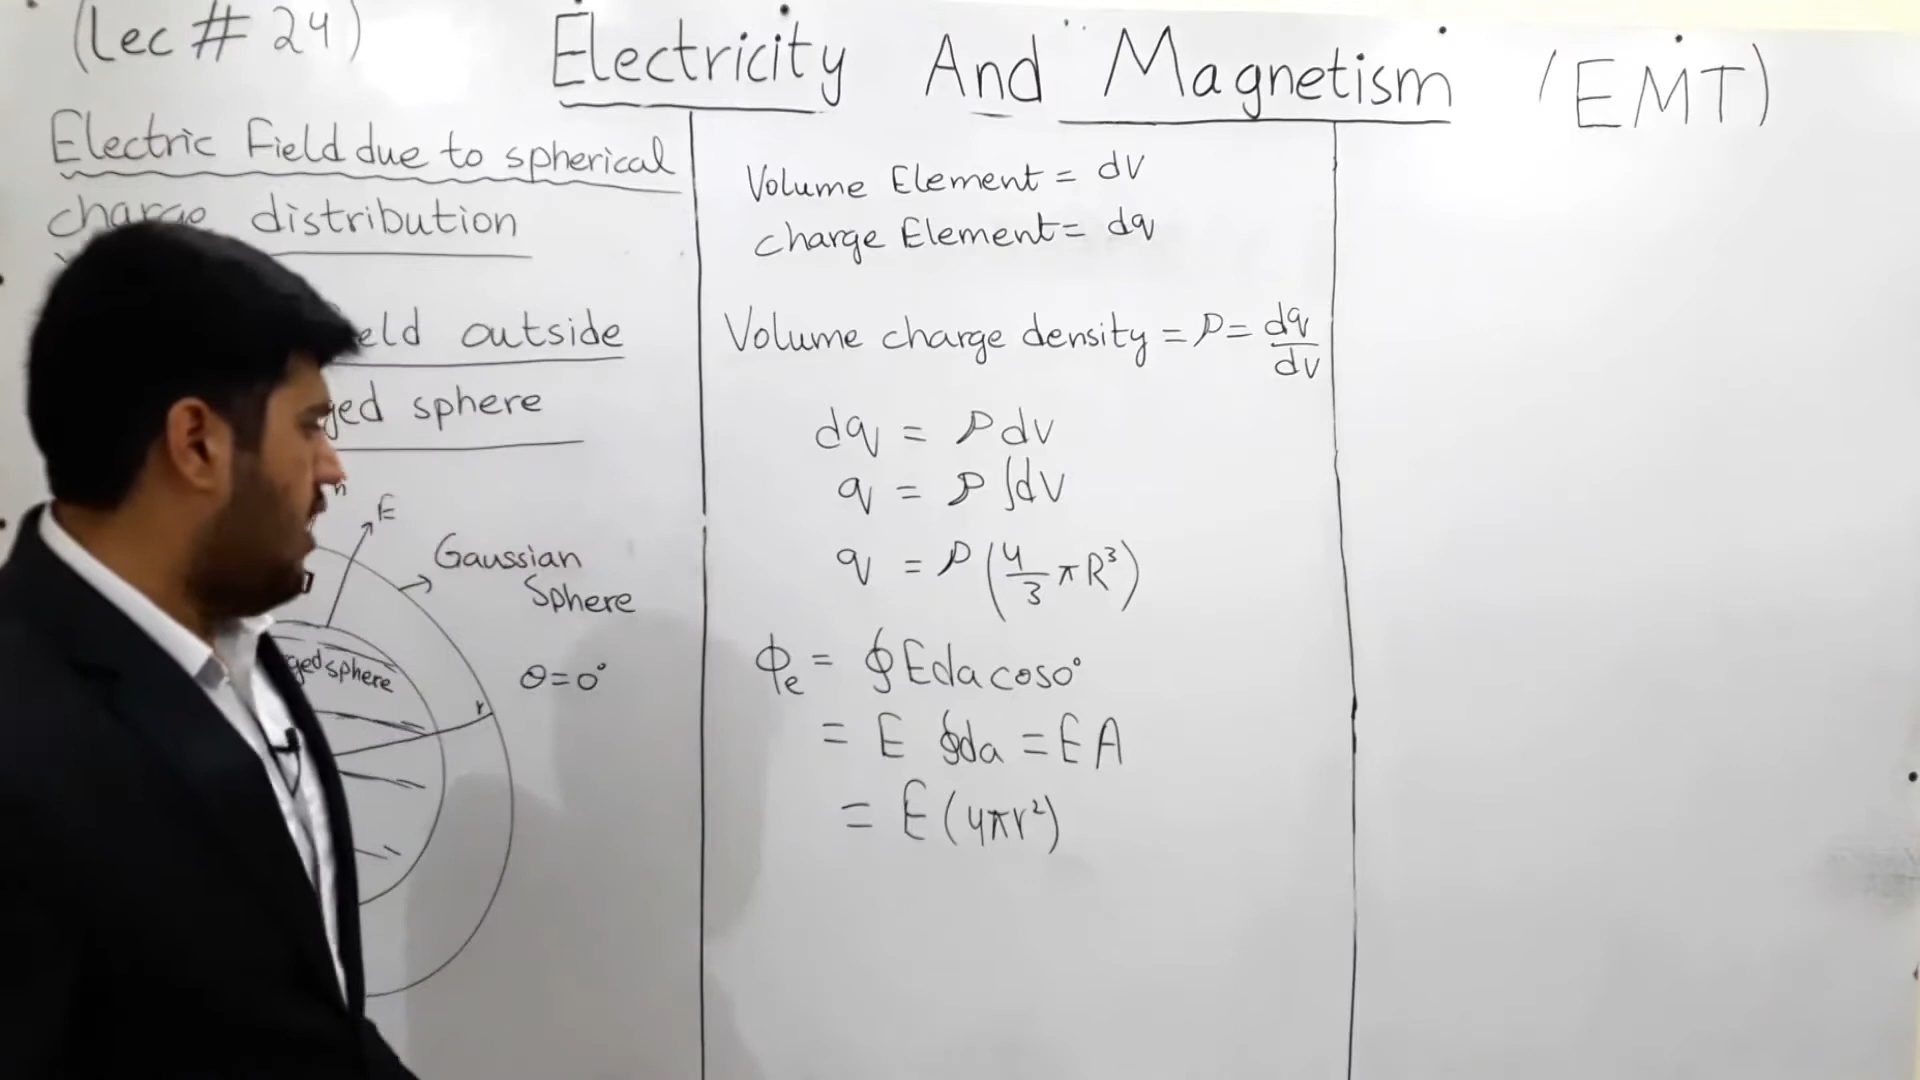 (Lec # 24)
Electricity And Magnetism (EMT)
Electric Field due to spherical
charge distribution
eld outside
ged sphere
n
E
Gaussian
Sphere
ged sphere
θ=0°
r
Volume Element = dV
charge Element = dq
Volume charge density = ρ = dq/dv
dq = ρ dv
q = ρ ∫dV
q = ρ (4/3 π R³)
ϕe = ∮ E da cos0°
= E ∮da = EA
= E (4πr²)